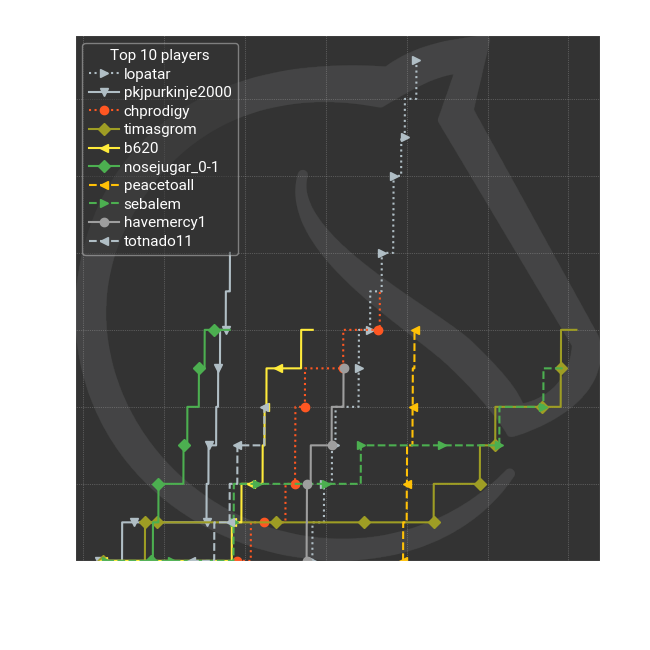 Top 10 players
lopatar
pkjpurkinje2000
chprodigy
timasgrom
b620
nosejugar_0-1
peacetoall
sebalem
havemercy1
totnado11